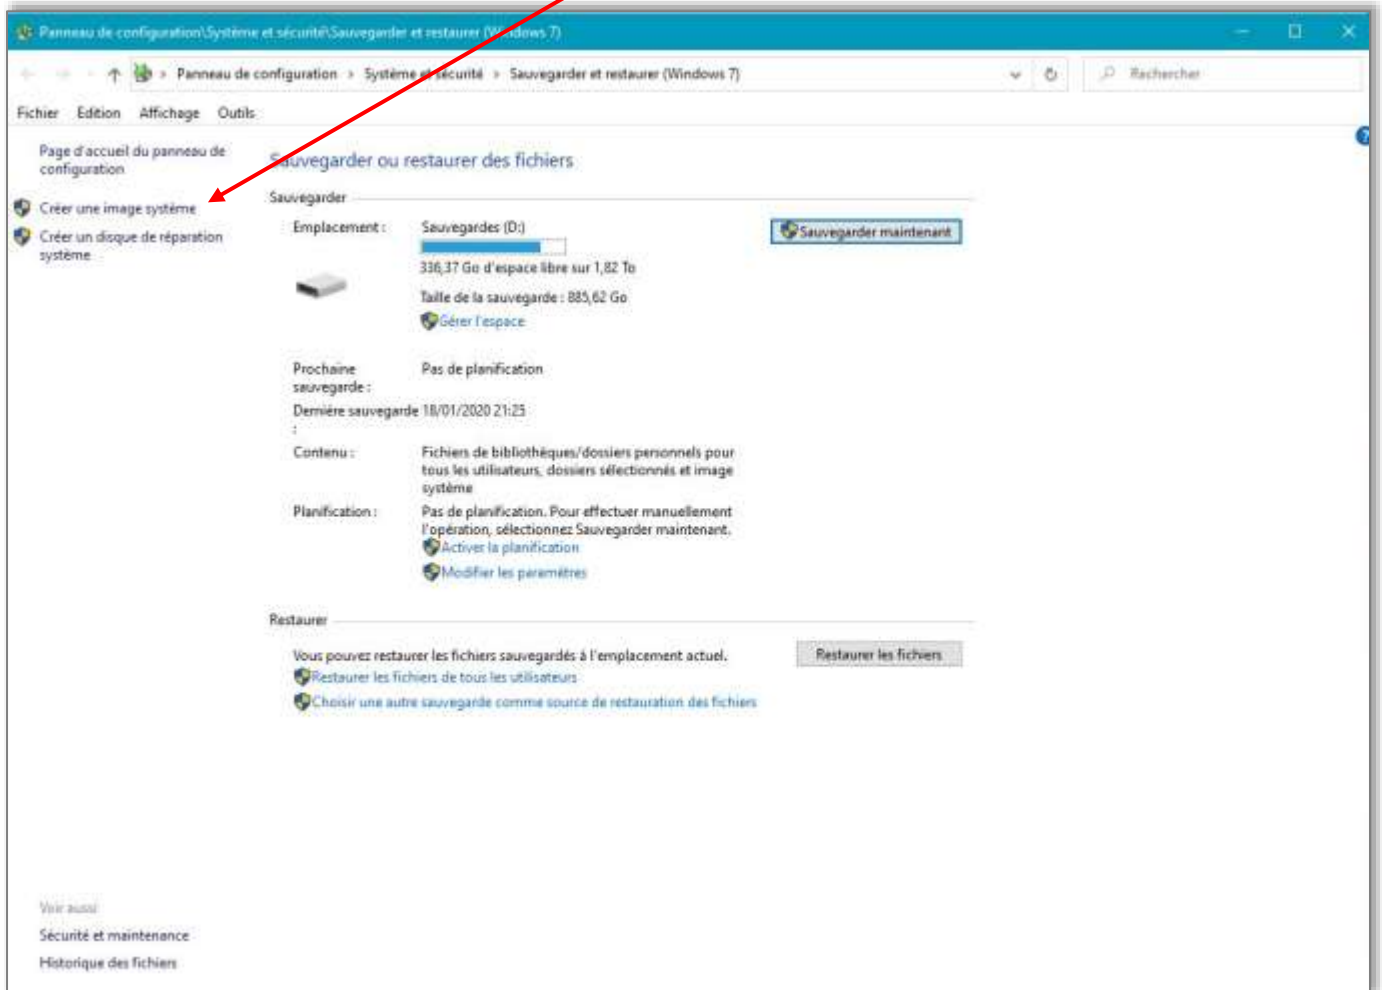 Panneau de configuration\Système et sécurité\Sauvegarder et restaurer (Windows 7)
Panneau de configuration > Système et sécurité > Sauvegarder et restaurer (Windows 7)
Rechercher
Fichier Edition Affichage Outils
Page d'accueil du panneau de
configuration
Créer une image système
Créer un disque de réparation
système
Sauvegarder ou restaurer des fichiers
Sauvegarder
Emplacement : Sauvegardes (D:)
Sauvegarder maintenant
336,37 Go d'espace libre sur 1,82 To
Taille de la sauvegarde : 885,62 Go
Gérer l'espace
Prochaine
sauvegarde :
Pas de planification
Dernière sauvegarde
:
18/01/2020 21:25
Contenu :
Fichiers de bibliothèques/dossiers personnels pour
tous les utilisateurs, dossiers sélectionnés et image
système
Planification :
Pas de planification. Pour effectuer manuellement
l'opération, sélectionnez Sauvegarder maintenant.
Activer la planification
Modifier les paramètres
Restaurer
Vous pouvez restaurer les fichiers sauvegardés à l'emplacement actuel.
Restaurer les fichiers
Restaurer les fichiers de tous les utilisateurs
Choisir une autre sauvegarde comme source de restauration des fichiers
Voir aussi
Sécurité et maintenance
Historique des fichiers